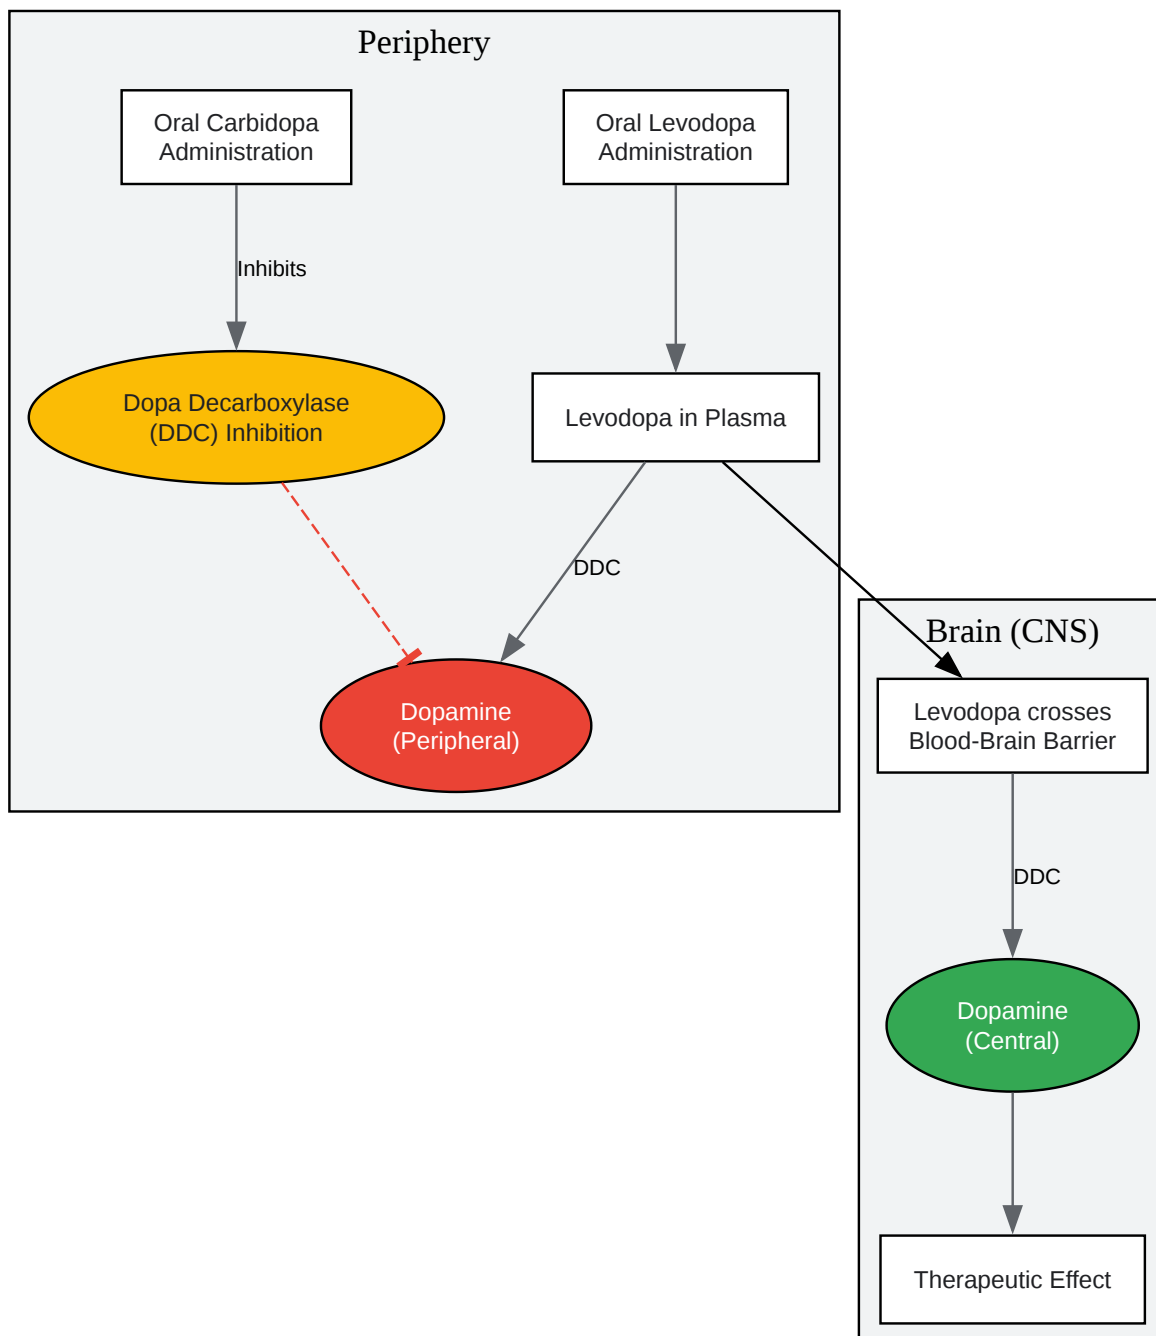 Periphery
Oral Carbidopa
Administration
Oral Levodopa
Administration
Inhibits
Dopa Decarboxylase
(DDC) Inhibition
Levodopa in Plasma
DDC
Dopamine
(Peripheral)
Brain (CNS)
Levodopa crosses
Blood-Brain Barrier
DDC
Dopamine
(Central)
Therapeutic Effect